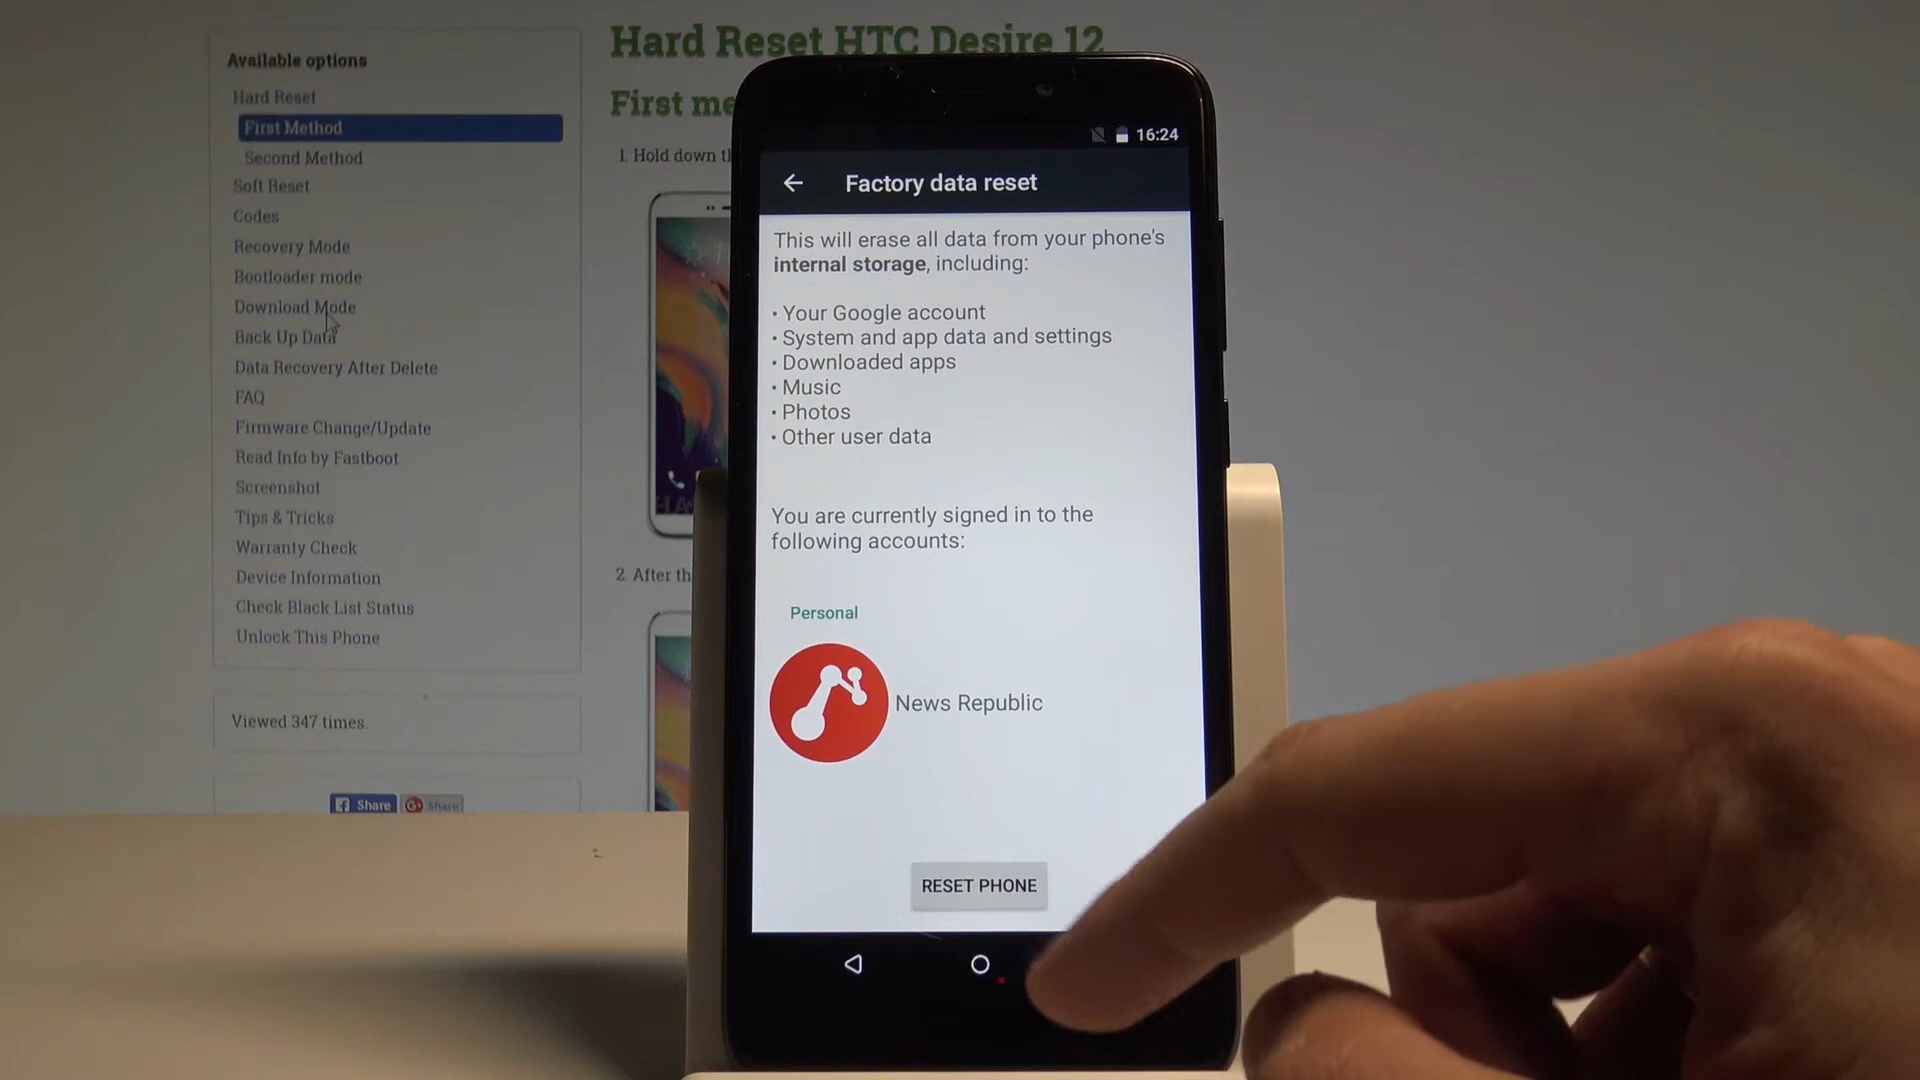 Available options
Hard Reset
First Method
Second Method
Soft Reset
Codes
Recovery Mode
Bootloader mode
Download Mode
Back Up Data
Data Recovery After Delete
FAQ
Firmware Change/Update
Read Info by Fastboot
Screenshot
Tips & Tricks
Warranty Check
Device Information
Check Black List Status
Unlock This Phone
Viewed 347 times.
Share
Share
Hard Reset HTC Desire 12
First me
1. Hold down th
2. After th
16:24
Factory data reset
This will erase all data from your phone's
internal storage, including:
• Your Google account
• System and app data and settings
• Downloaded apps
• Music
• Photos
• Other user data
You are currently signed in to the
following accounts:
Personal
News Republic
RESET PHONE